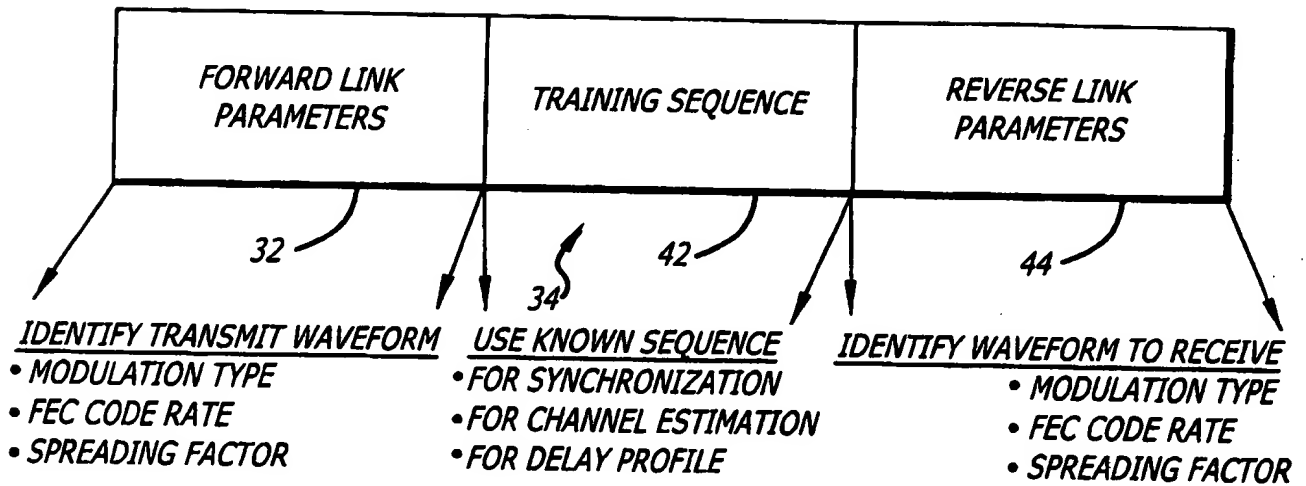 FORWARD LINK
PARAMETERS
TRAINING SEQUENCE
REVERSE LINK
PARAMETERS
32
34
42
44
IDENTIFY TRANSMIT WAVEFORM
• MODULATION TYPE
• FEC CODE RATE
• SPREADING FACTOR
USE KNOWN SEQUENCE
• FOR SYNCHRONIZATION
• FOR CHANNEL ESTIMATION
• FOR DELAY PROFILE
IDENTIFY WAVEFORM TO RECEIVE
• MODULATION TYPE
• FEC CODE RATE
• SPREADING FACTOR